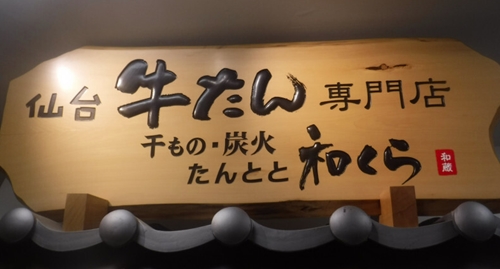 仙台 牛たん 専門店
干もの・炭火
たんとと 和くら
和蔵